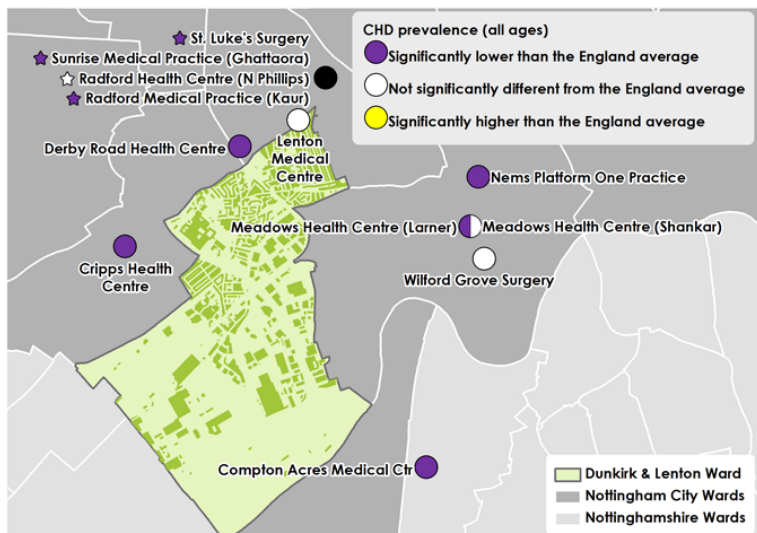 St. Luke's Surgery
Sunrise Medical Practice (Ghattaora)
Radford Health Centre (N Phillips)
Radford Medical Practice (Kaur)
Derby Road Health Centre
Lenton
Medical
Centre
CHD prevalence (all ages)
Significantly lower than the England average
Not significantly different from the England average
Significantly higher than the England average
Nems Platform One Practice
Meadows Health Centre (Larner)
Meadows Health Centre (Shankar)
Wilford Grove Surgery
Cripps Health
Centre
Compton Acres Medical Ctr
Dunkirk & Lenton Ward
Nottingham City Wards
Nottinghamshire Wards